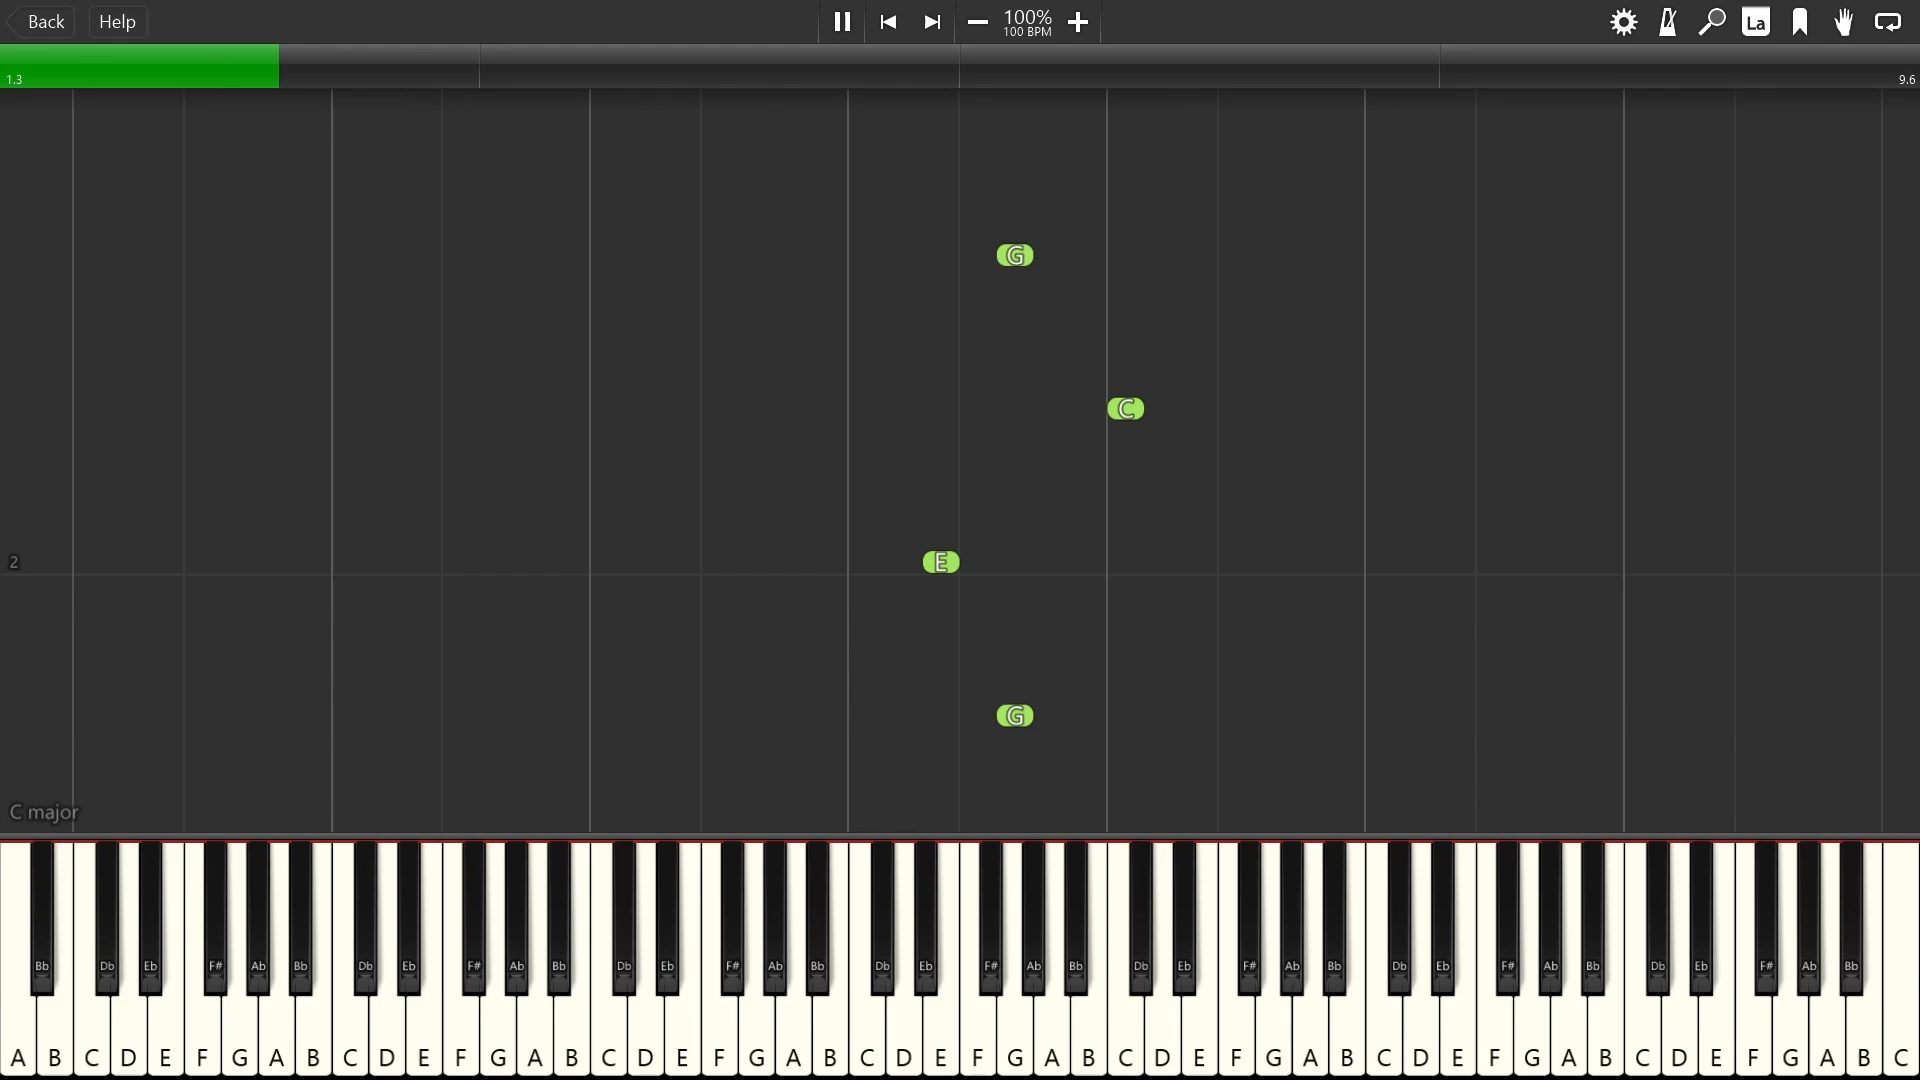 Back Help 100% La
100 BPM
1.3 9.6
G
C
2 E
G
C major
Bb Db Eb F# Ab Bb Db Eb F# Ab Bb Db Eb F# Ab Bb Db Eb F# Ab Bb Db Eb F# Ab Bb Db Eb F# Ab Bb Db Eb F# Ab Bb
A B C D E F G A B C D E F G A B C D E F G A B C D E F G A B C D E F G A B C D E F G A B C D E F G A B C